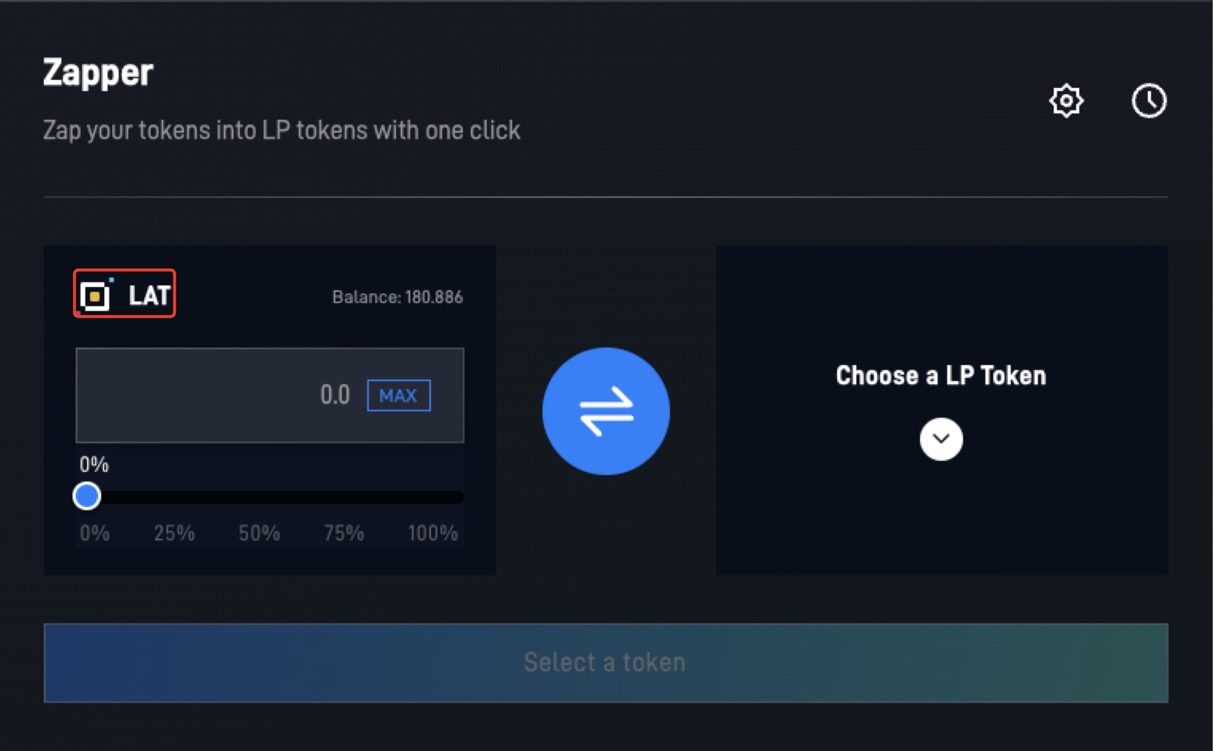 Zapper
Zap your tokens into LP tokens with one click
LAT
Balance: 180.886
0.0 MAX
0%
0% 25% 50% 75% 100%
Choose a LP Token
Select a token